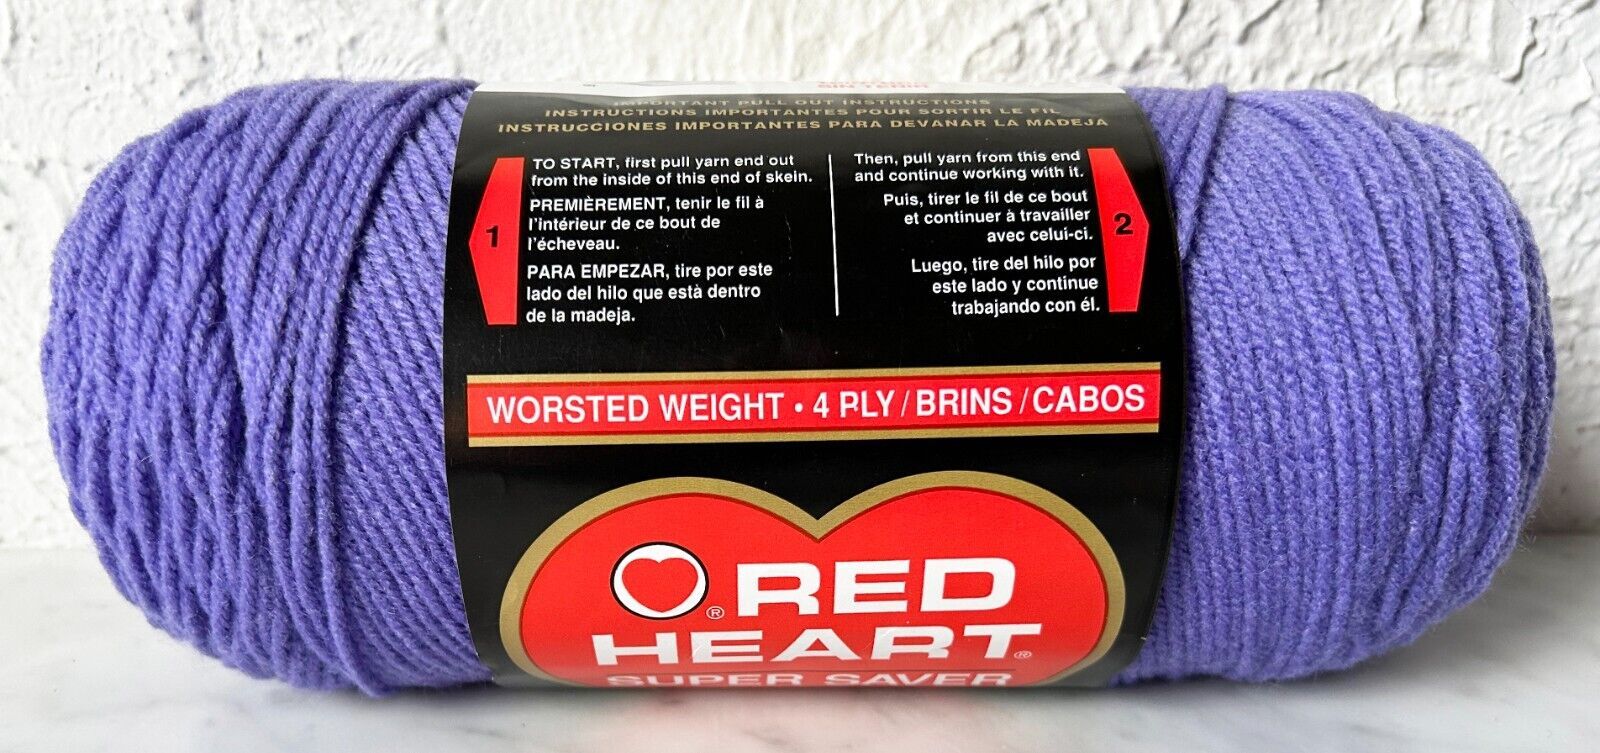 SIN TEÑIR
IMPORTANT PULL OUT INSTRUCTIONS
INSTRUCTIONS IMPORTANTES POUR SORTIR LE FIL
INSTRUCCIONES IMPORTANTES PARA DEVANAR LA MADEJA
1
TO START, first pull yarn end out
from the inside of this end of skein.
PREMIÈREMENT, tenir le fil à
l'intérieur de ce bout de
l'écheveau.
PARA EMPEZAR, tire por este
lado del hilo que està dentro
de la madeja.
Then, pull yarn from this end
and continue working with it.
Puis, tirer le fil de ce bout
et continuer à travailler
avec celui-ci.
Luego, tire del hilo por
este lado y continue
trabajando con él.
2
WORSTED WEIGHT • 4 PLY / BRINS / CABOS
® RED
HEART®
SUPER SAVER